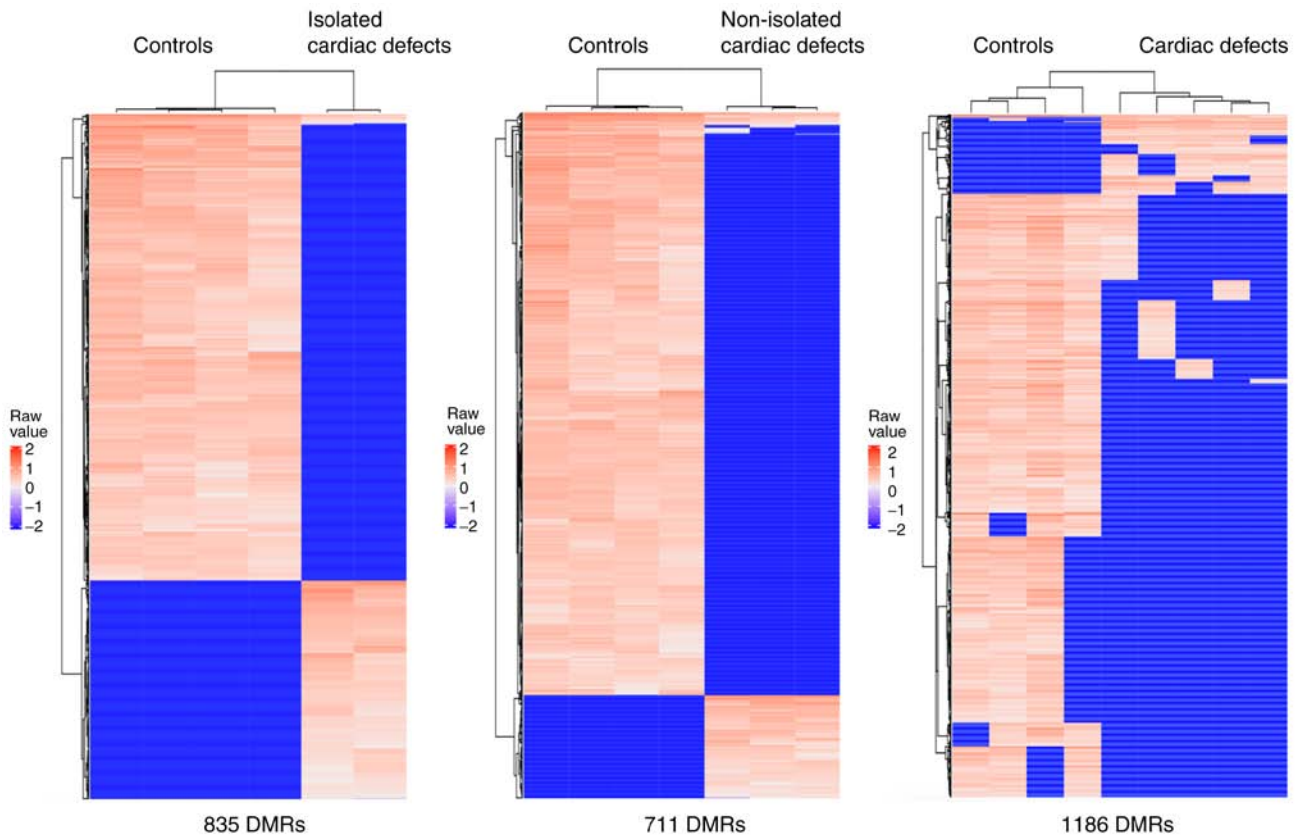 Controls
Isolated
cardiac defects
Raw
value
2
1
0
−1
−2
835 DMRs
Controls
Non-isolated
cardiac defects
Raw
value
2
1
0
−1
−2
711 DMRs
Controls
Cardiac defects
Raw
value
2
1
0
−1
−2
1186 DMRs